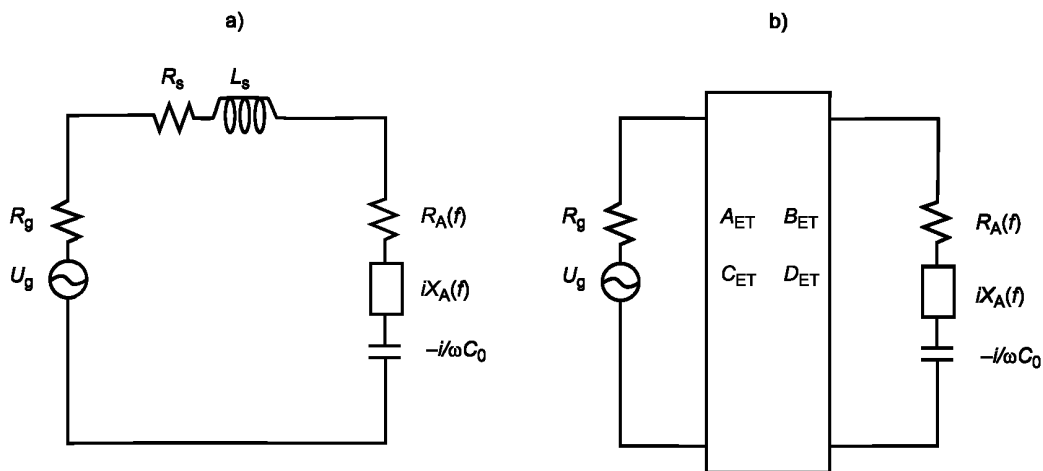 a)
R_s L_s
R_g
U_g
R_A(f)
iX_A(f)
–i/ωC_0
b)
R_g
U_g
A_ET B_ET
C_ET D_ET
R_A(f)
iX_A(f)
–i/ωC_0